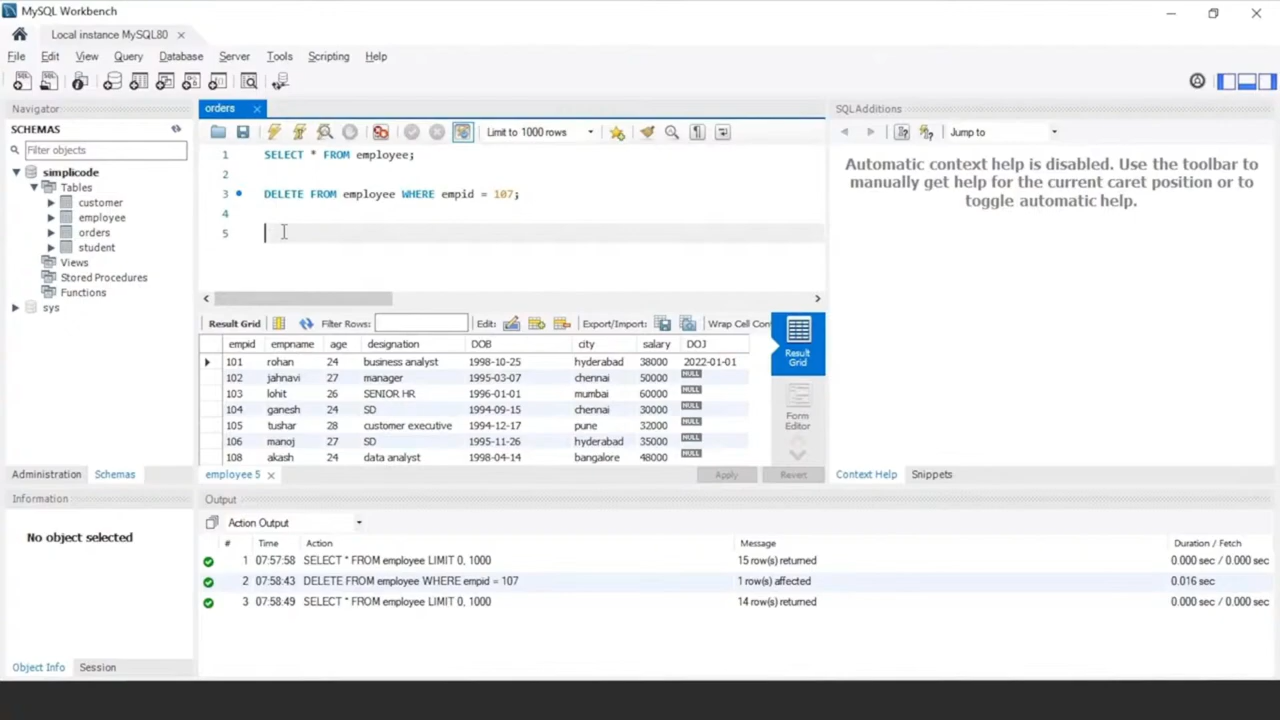 MySQL Workbench
Local instance MySQL80
File Edit View Query Database Server Tools Scripting Help
Navigator
SCHEMAS
Filter objects
simplicode
Tables
customer
employee
orders
student
Views
Stored Procedures
Functions
sys
Administration Schemas
Information
No object selected
Object Info Session
orders
Limit to 1000 rows
1 SELECT * FROM employee;
2
3 DELETE FROM employee WHERE empid = 107;
4
5
Result Grid Filter Rows: Edit: Export/Import: Wrap Cell Con
empid empname age designation DOB city salary DOJ
101 rohan 24 business analyst 1998-10-25 hyderabad 38000 2022-01-01
102 jahnavi 27 manager 1995-03-07 chennai 50000 NULL
103 lohit 26 SENIOR HR 1996-01-01 mumbai 60000 NULL
104 ganesh 24 SD 1994-09-15 chennai 30000 NULL
105 tushar 28 customer executive 1994-12-17 pune 32000 NULL
106 manoj 27 SD 1995-11-26 hyderabad 35000 NULL
108 akash 24 data analyst 1998-04-14 bangalore 48000 NULL
Result
Grid
Form
Editor
employee 5 Apply Revert
SQLAdditions
Jump to
Automatic context help is disabled. Use the toolbar to
manually get help for the current caret position or to
toggle automatic help.
Context Help Snippets
Output
Action Output
# Time Action Message Duration / Fetch
1 07:57:58 SELECT * FROM employee LIMIT 0, 1000 15 row(s) returned 0.000 sec / 0.000 sec
2 07:58:43 DELETE FROM employee WHERE empid = 107 1 row(s) affected 0.016 sec
3 07:58:49 SELECT * FROM employee LIMIT 0, 1000 14 row(s) returned 0.000 sec / 0.000 sec